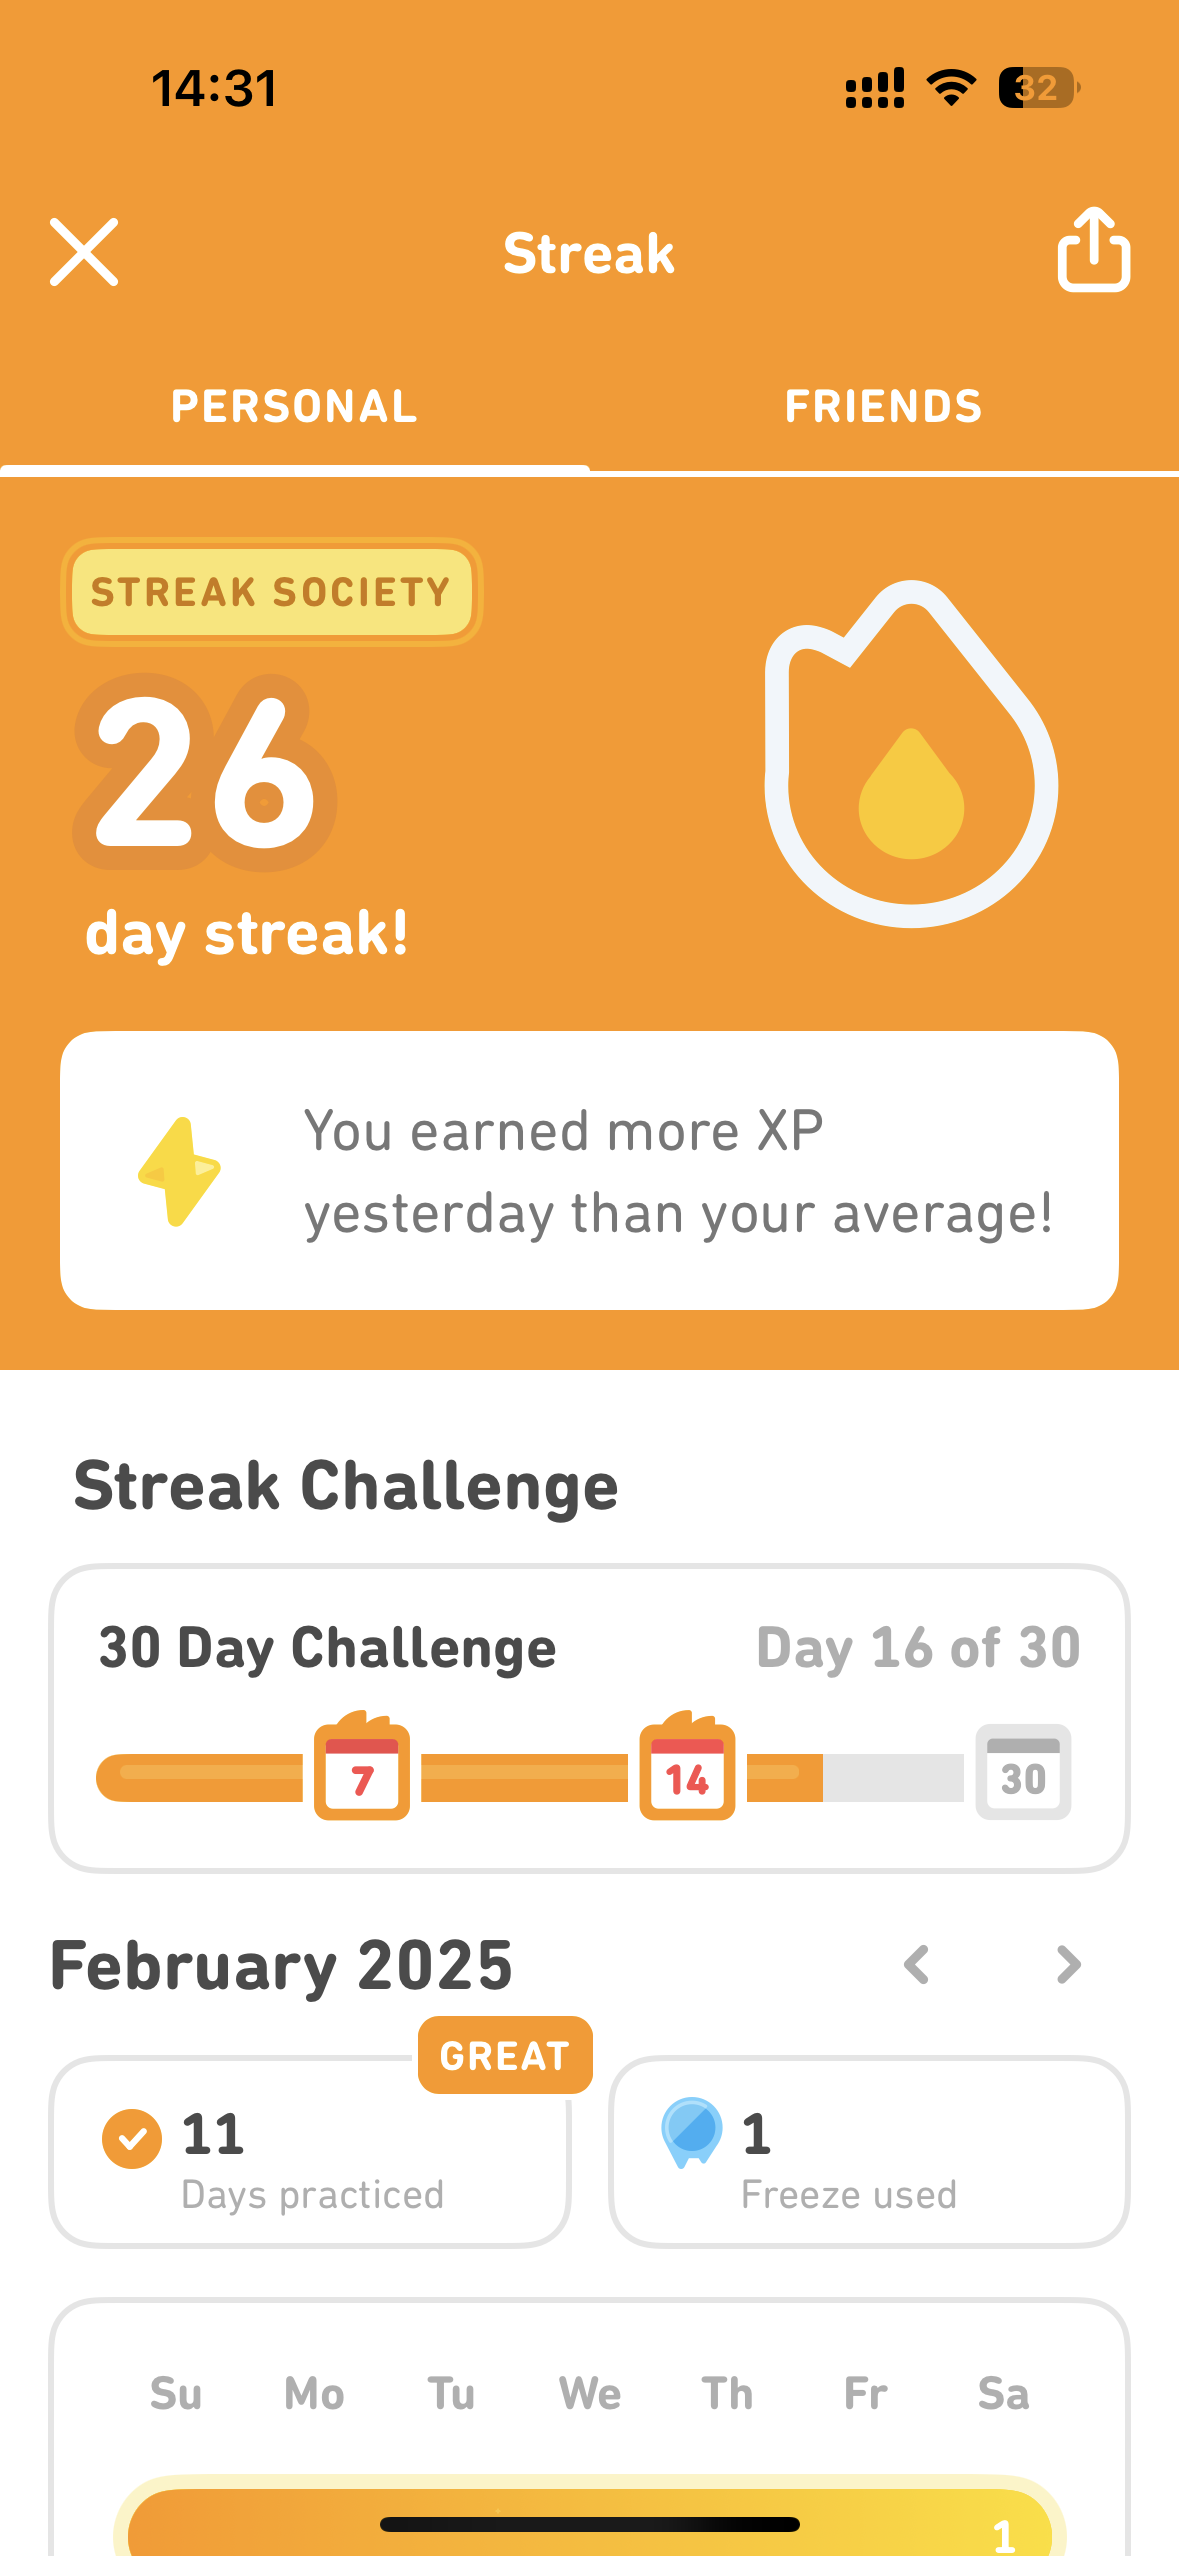 14:31
32
Streak
PERSONAL
FRIENDS
STREAK SOCIETY
26
day streak!
You earned more XP
yesterday than your average!
Streak Challenge
30 Day Challenge
Day 16 of 30
7
14
30
February 2025
GREAT
11
Days practiced
1
Freeze used
Su Mo Tu We Th Fr Sa
1